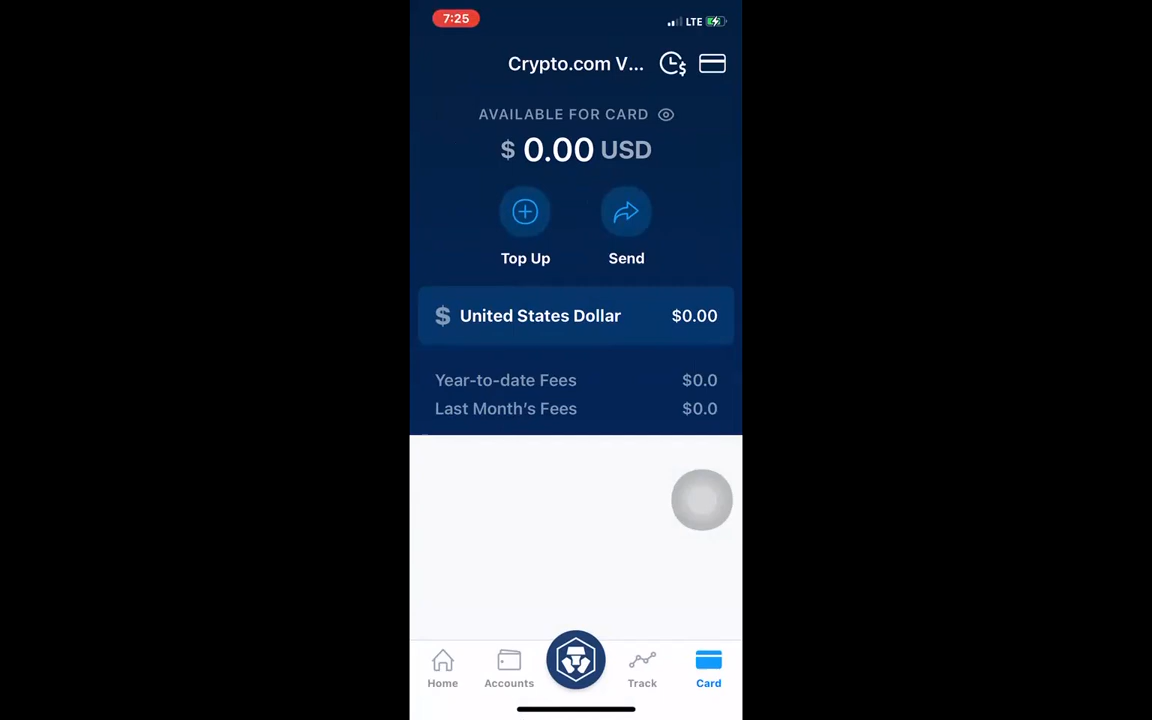 7:25
LTE
Crypto.com V...
AVAILABLE FOR CARD
$ 0.00 USD
Top Up Send
$ United States Dollar $0.00
Year-to-date Fees $0.0
Last Month’s Fees $0.0
Home Accounts Track Card